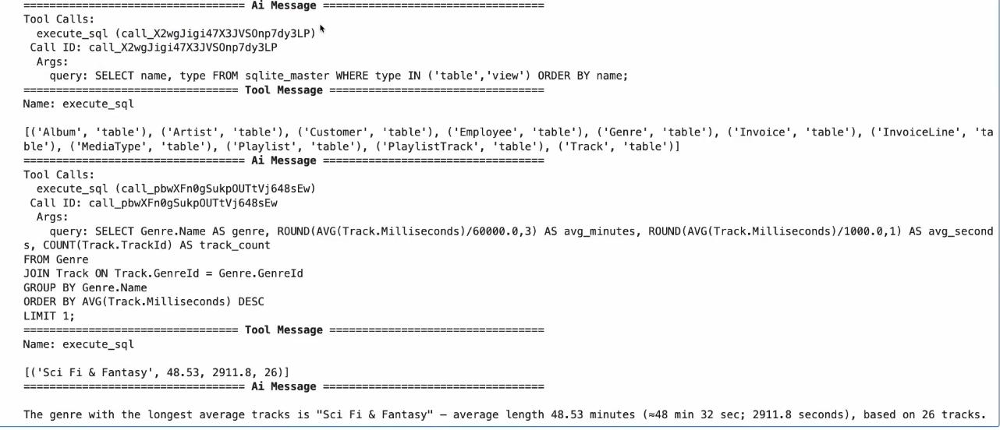 ================================== Ai Message ==================================
Tool Calls:
  execute_sql (call_X2wgJigi47X3JVSOnp7dy3LP)
 Call ID: call_X2wgJigi47X3JVSOnp7dy3LP
  Args:
    query: SELECT name, type FROM sqlite_master WHERE type IN ('table','view') ORDER BY name;
================================= Tool Message =================================
Name: execute_sql

[('Album', 'table'), ('Artist', 'table'), ('Customer', 'table'), ('Employee', 'table'), ('Genre', 'table'), ('Invoice', 'table'), ('InvoiceLine', 'ta
ble'), ('MediaType', 'table'), ('Playlist', 'table'), ('PlaylistTrack', 'table'), ('Track', 'table')]
================================== Ai Message ==================================
Tool Calls:
  execute_sql (call_pbwXFn0gSukpOUTtVj648sEw)
 Call ID: call_pbwXFn0gSukpOUTtVj648sEw
  Args:
    query: SELECT Genre.Name AS genre, ROUND(AVG(Track.Milliseconds)/60000.0,3) AS avg_minutes, ROUND(AVG(Track.Milliseconds)/1000.0,1) AS avg_second
s, COUNT(Track.TrackId) AS track_count
FROM Genre
JOIN Track ON Track.GenreId = Genre.GenreId
GROUP BY Genre.Name
ORDER BY AVG(Track.Milliseconds) DESC
LIMIT 1;
================================= Tool Message =================================
Name: execute_sql

[('Sci Fi & Fantasy', 48.53, 2911.8, 26)]
================================== Ai Message ==================================

The genre with the longest average tracks is "Sci Fi & Fantasy" — average length 48.53 minutes (≈48 min 32 sec; 2911.8 seconds), based on 26 tracks.